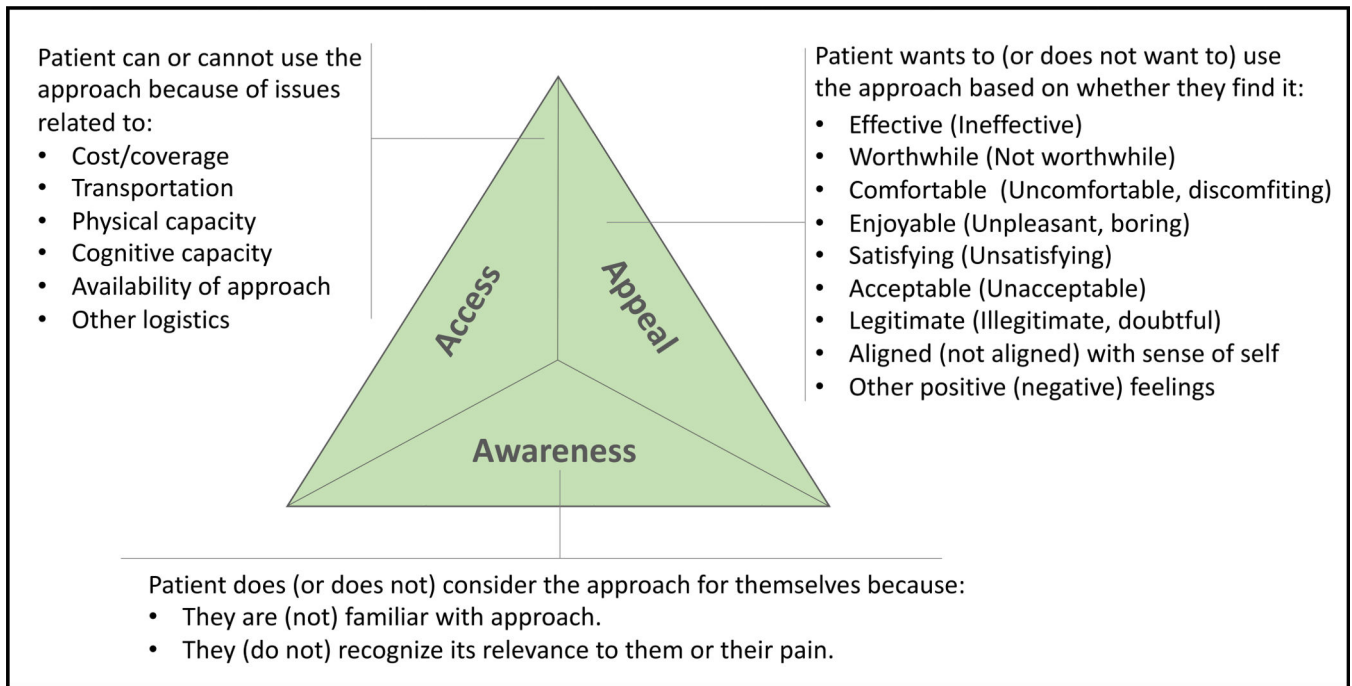 Patient can or cannot use the
approach because of issues
related to:
• Cost/coverage
• Transportation
• Physical capacity
• Cognitive capacity
• Availability of approach
• Other logistics
Patient wants to (or does not want to) use
the approach based on whether they find it:
• Effective (Ineffective)
• Worthwhile (Not worthwhile)
• Comfortable (Uncomfortable, discomfiting)
• Enjoyable (Unpleasant, boring)
• Satisfying (Unsatisfying)
• Acceptable (Unacceptable)
• Legitimate (Illegitimate, doubtful)
• Aligned (not aligned) with sense of self
• Other positive (negative) feelings
Access
Appeal
Awareness
Patient does (or does not) consider the approach for themselves because:
• They are (not) familiar with approach.
• They (do not) recognize its relevance to them or their pain.